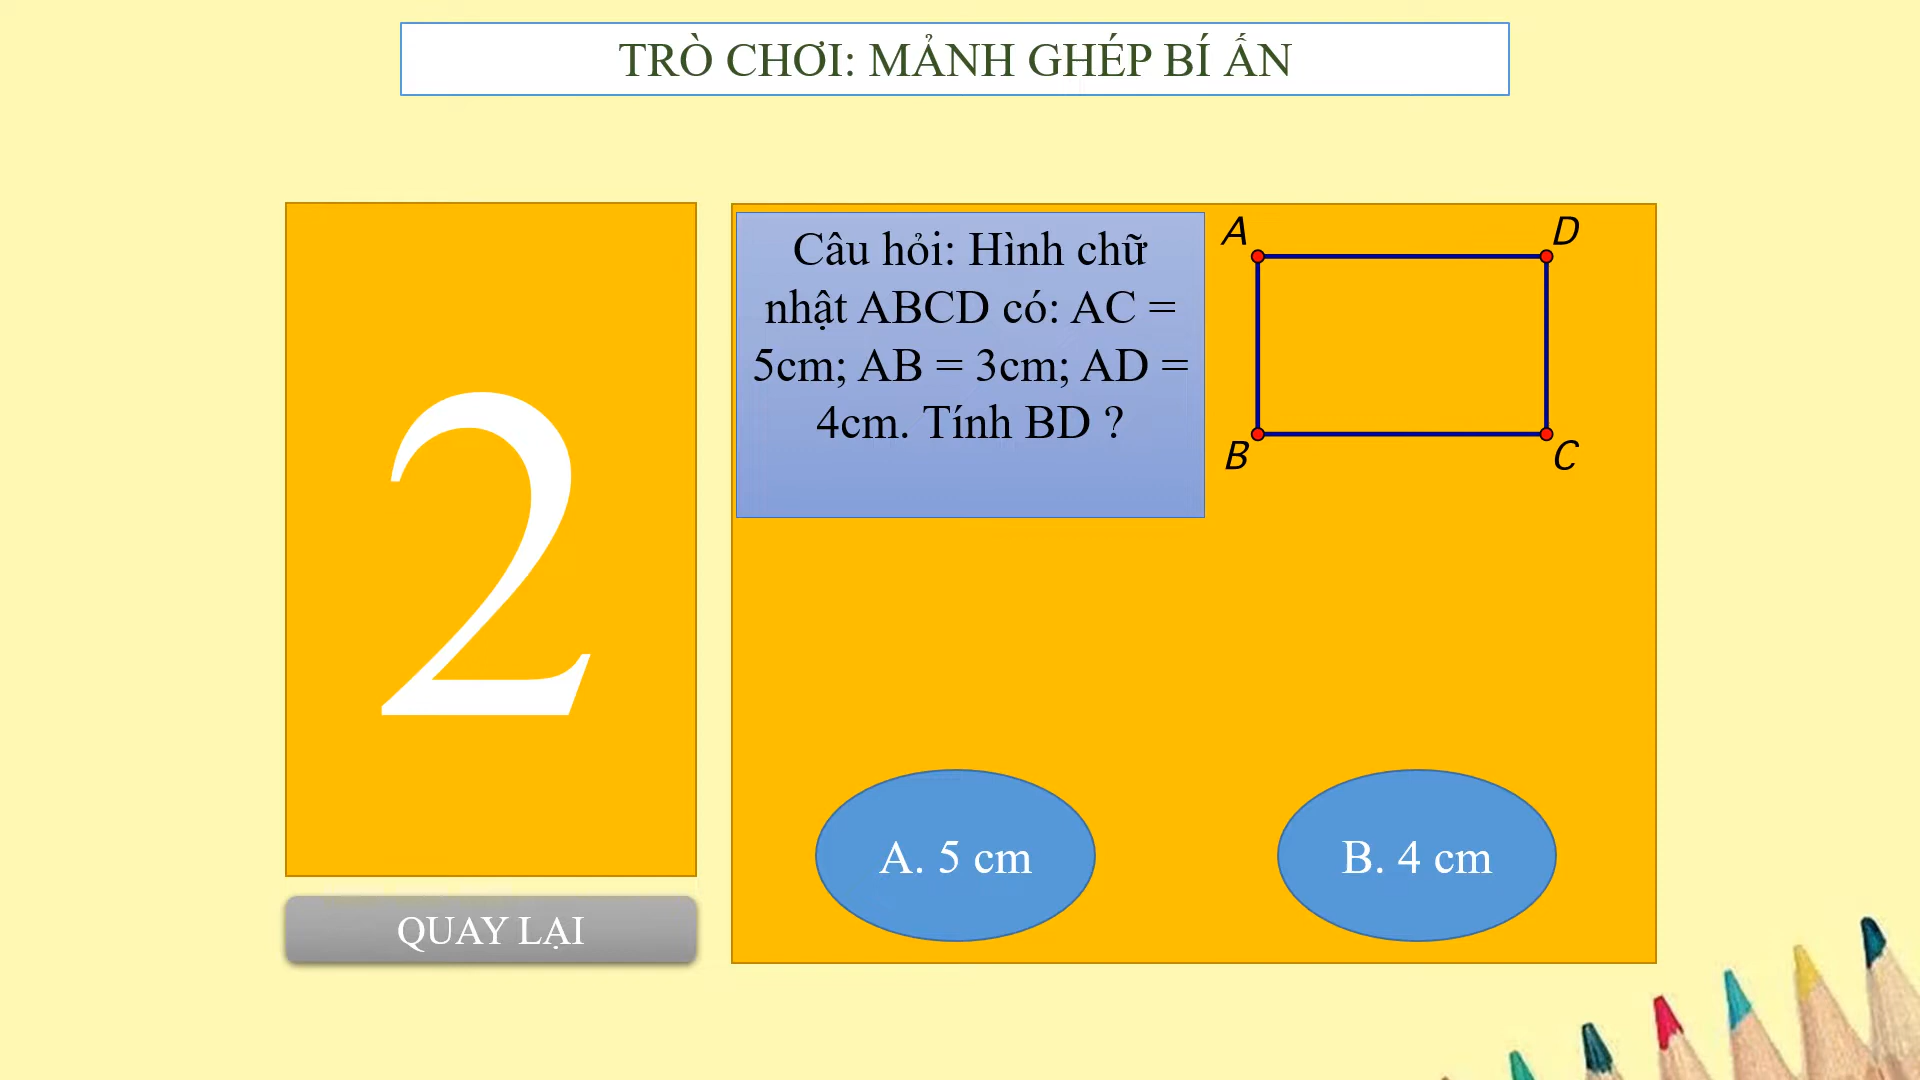 TRÒ CHƠI: MẢNH GHÉP BÍ ẨN
2
QUAY LẠI
Câu hỏi: Hình chữ
nhật ABCD có: AC =
5cm; AB = 3cm; AD =
4cm. Tính BD ?
A
D
B
C
A. 5 cm
B. 4 cm